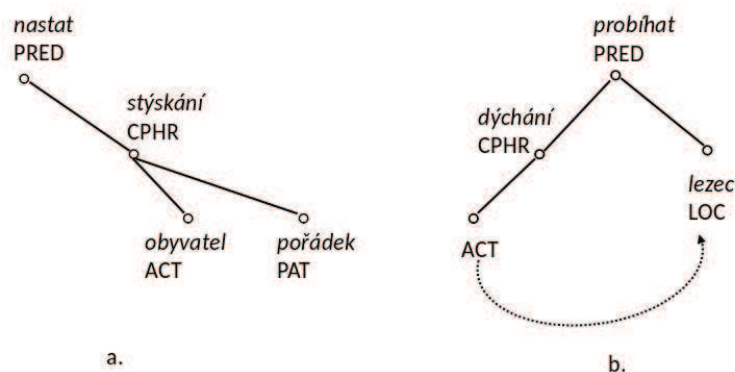 nastat
PRED
stýskání
CPHR
obyvatel
ACT
pořádek
PAT
a.
probíhat
PRED
dýchání
CPHR
lezec
LOC
ACT
b.